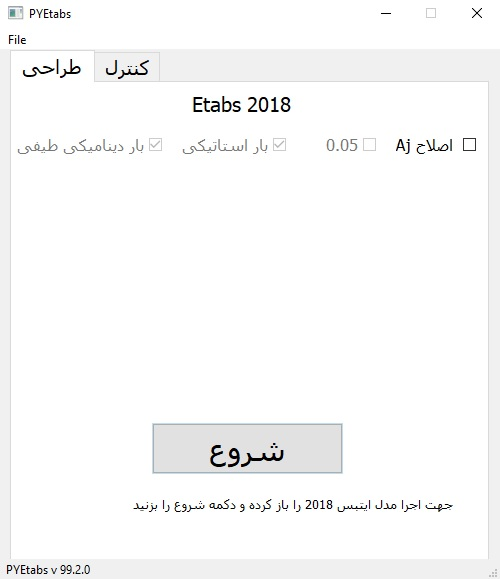 PYEtabs
File
طراحی
کنترل
Etabs 2018
اصلاح Aj
0.05
بار استاتیکی
بار دینامیکی طیفی
شروع
جهت اجرا مدل ایتبس 2018 را باز کرده و دکمه شروع را بزنید
PYEtabs v 99.2.0